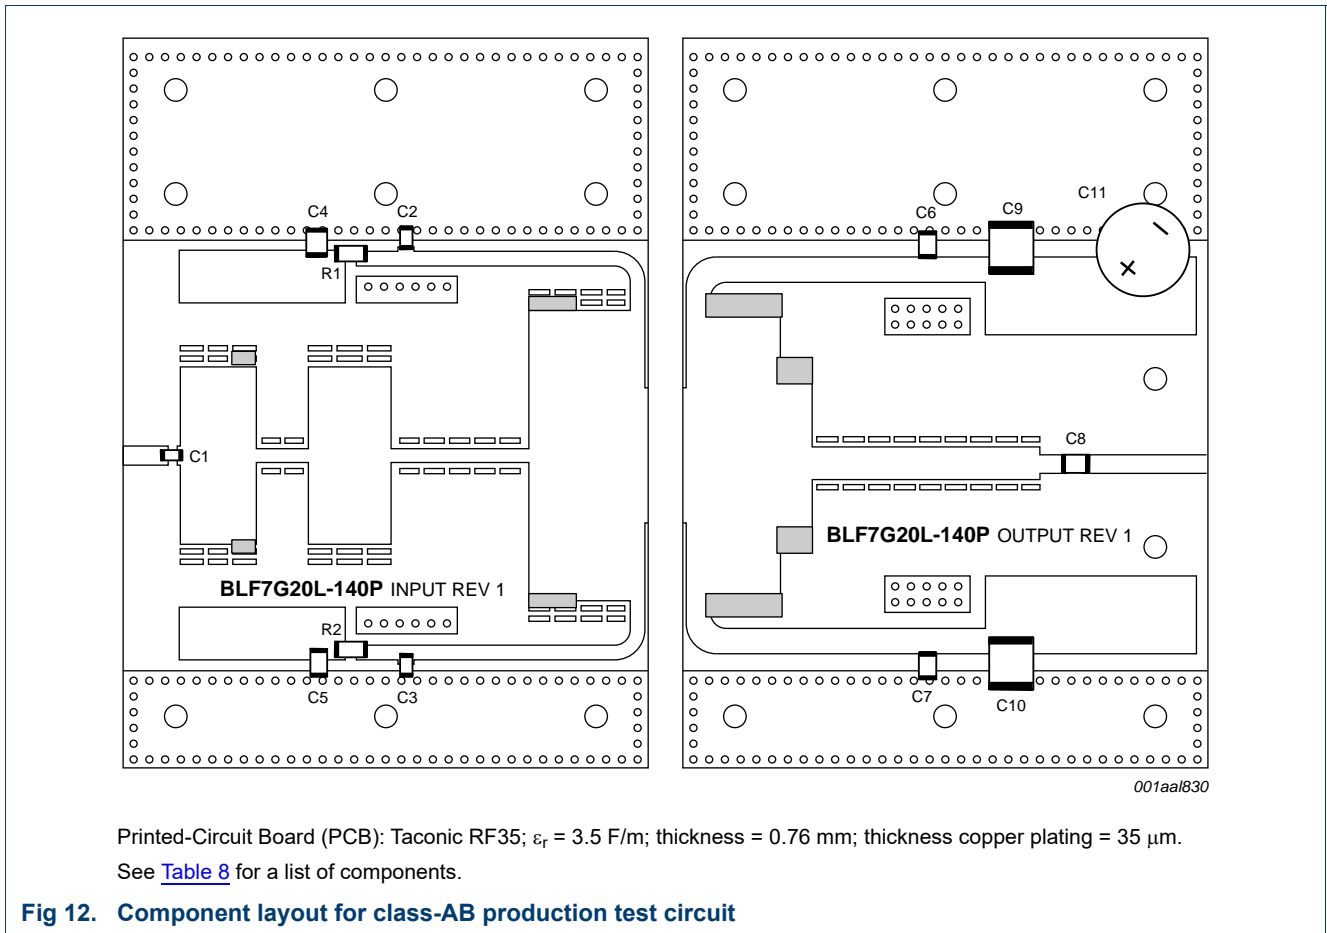 C4
C2
R1
C6
C9
C11
C1
C8
BLF7G20L-140P INPUT REV 1
BLF7G20L-140P OUTPUT REV 1
R2
C5
C3
C7
C10
001aal830
Printed-Circuit Board (PCB): Taconic RF35; εr = 3.5 F/m; thickness = 0.76 mm; thickness copper plating = 35 μm.
See Table 8 for a list of components.
Fig 12. Component layout for class-AB production test circuit